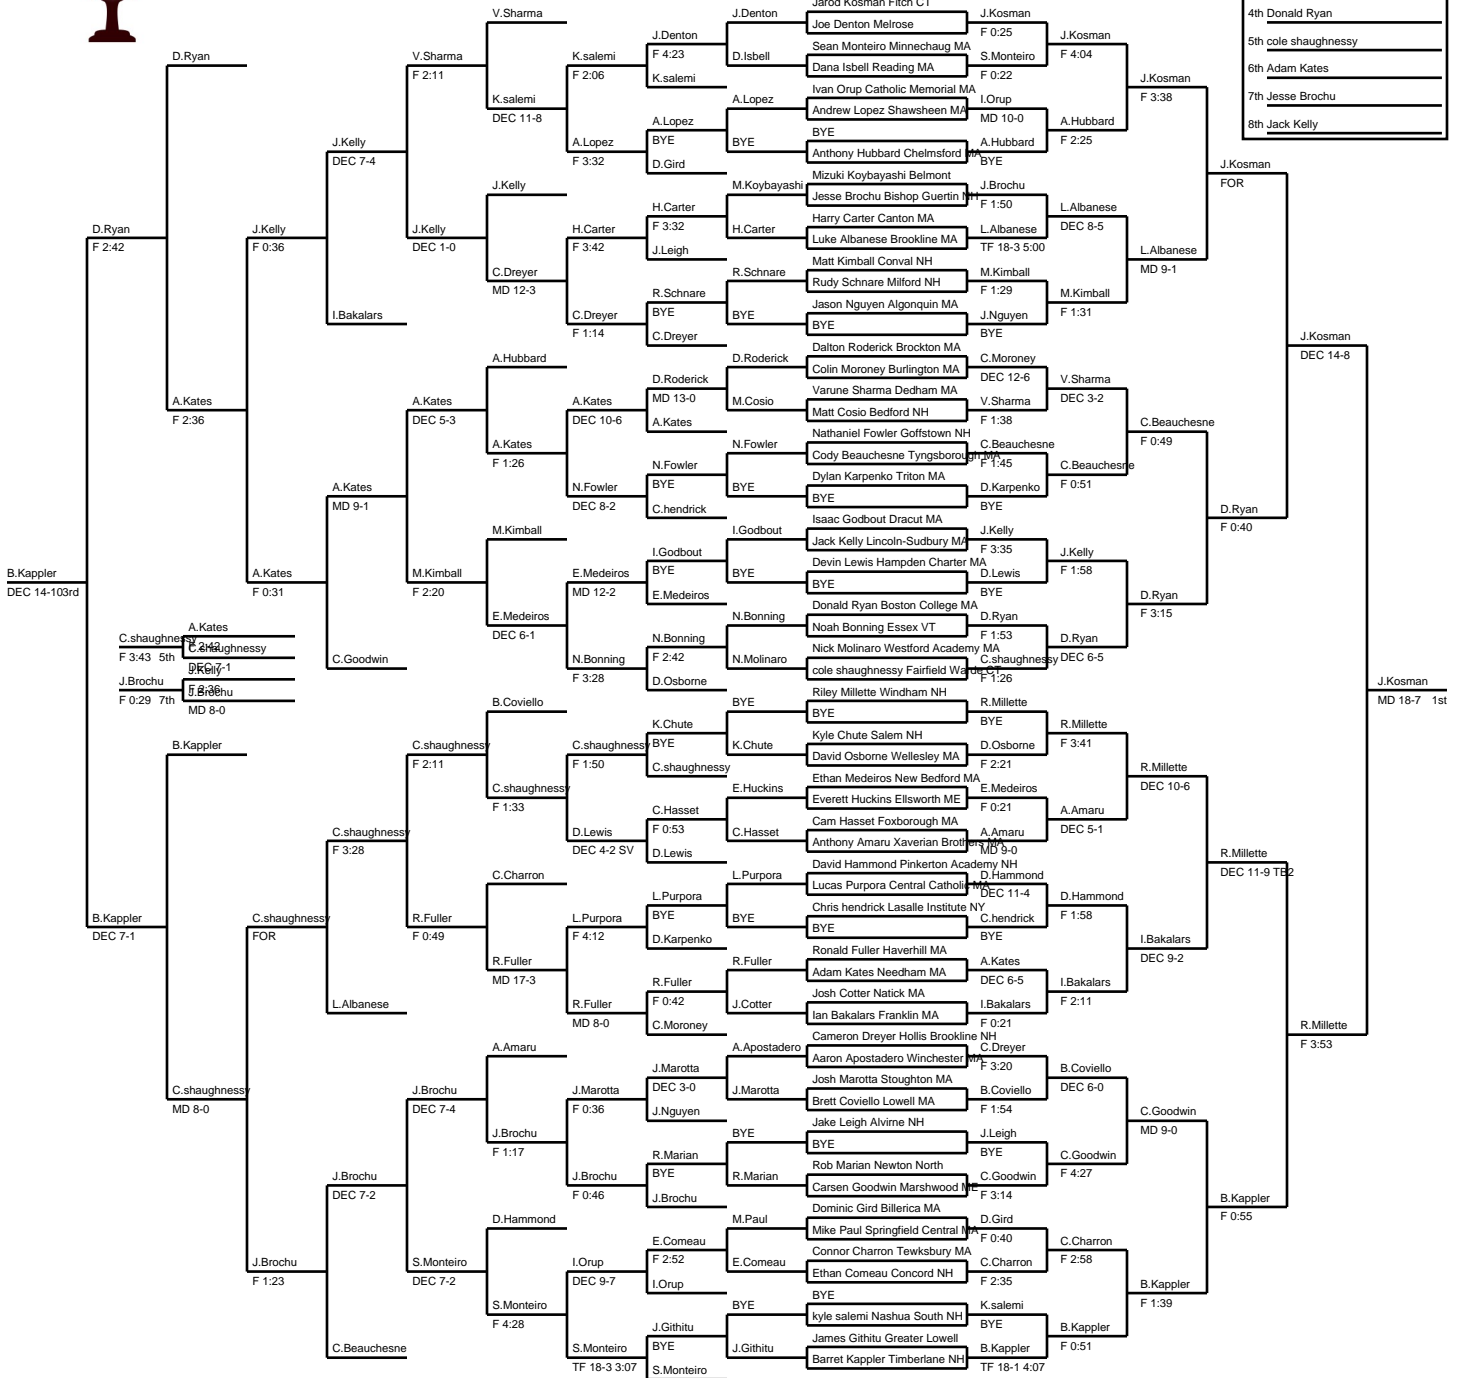 V.Sharma
J.Denton
Jarod Kosman Fitch CT
J.Kosman
4th Donald Ryan
Joe Denton Melrose
F 0:25
J.Denton
J.Kosman
Sean Monteiro Minnechaug MA
5th cole shaughnessy
D.Ryan
V.Sharma
K.salemi
F 4:23
D.Isbell
S.Monteiro
F 4:04
F 2:11
F 2:06
Dana Isbell Reading MA
F 0:22
6th Adam Kates
K.salemi
J.Kosman
Ivan Orup Catholic Memorial MA
7th Jesse Brochu
K.salemi
A.Lopez
I.Orup
F 3:38
Andrew Lopez Shawsheen MA
DEC 11-8
MD 10-0
A.Lopez
A.Hubbard
8th Jack Kelly
BYE
J.Kelly
A.Lopez
BYE
BYE
A.Hubbard
F 2:25
DEC 7-4
F 3:32
Anthony Hubbard Chelmsford MA
BYE
D.Gird
J.Kosman
Mizuki Koybayashi Belmont
FOR
J.Kelly
M.Koybayashi
J.Brochu
Jesse Brochu Bishop Guertin NH
F 1:50
H.Carter
L.Albanese
Harry Carter Canton MA
D.Ryan
J.Kelly
J.Kelly
H.Carter
F 3:32
H.Carter
L.Albanese
DEC 8-5
F 2:42
F 0:36
DEC 1-0
F 3:42
Luke Albanese Brookline MA
TF 18-3 5:00
J.Leigh
L.Albanese
Matt Kimball Conval NH
MD 9-1
C.Dreyer
R.Schnare
M.Kimball
MD 12-3
Rudy Schnare Milford NH
F 1:29
R.Schnare
M.Kimball
Jason Nguyen Algonquin MA
I.Bakalars
C.Dreyer
BYE
BYE
J.Nguyen
F 1:31
F 1:14
BYE
BYE
C.Dreyer
J.Kosman
Dalton Roderick Brockton MA
DEC 14-8
A.Hubbard
D.Roderick
C.Moroney
Colin Moroney Burlington MA
DEC 12-6
D.Roderick
V.Sharma
Varune Sharma Dedham MA
A.Kates
A.Kates
A.Kates
MD 13-0
M.Cosio
V.Sharma
DEC 3-2
F 2:36
DEC 5-3
DEC 10-6
Matt Cosio Bedford NH
F 1:38
A.Kates
C.Beauchesne
Nathaniel Fowler Goffstown NH
F 0:49
A.Kates
N.Fowler
C.Beauchesne
F 1:26
Cody Beauchesne Tyngsborough MA
F 1:45
N.Fowler
C.Beauchesne
Dylan Karpenko Triton MA
A.Kates
N.Fowler
BYE
BYE
D.Karpenko
F 0:51
MD 9-1
DEC 8-2
BYE
BYE
C.hendrick
D.Ryan
Isaac Godbout Dracut MA
F 0:40
M.Kimball
I.Godbout
J.Kelly
Jack Kelly Lincoln-Sudbury MA
F 3:35
I.Godbout
J.Kelly
Devin Lewis Hampden Charter MA
B.Kappler
A.Kates
M.Kimball
E.Medeiros
BYE
BYE
D.Lewis
F 1:58
DEC 14-10 3rd
F 0:31
F 2:20
MD 12-2
BYE
BYE
E.Medeiros
D.Ryan
Donald Ryan Boston College MA
F 3:15
E.Medeiros
N.Bonning
D.Ryan
DEC 6-1
Noah Bonning Essex VT
F 1:53
A.Kates
C.shaughnessy
F 2:42
N.Bonning
D.Ryan
Nick Molinaro Westford Academy MA
F 3:43 5th
C.shaughnessy
DEC 7-1
C.Goodwin
N.Bonning
F 2:42
N.Molinaro
C.shaughnessy
DEC 6-5
J.Kelly
F 3:28
cole shaughnessy Fairfield Warde CT
F 1:26
J.Brochu
F 2:36
D.Osborne
J.Kosman
F 0:29 7th
J.Brochu
MD 8-0
Riley Millette Windham NH
MD 18-7 1st
B.Coviello
BYE
R.Millette
BYE
BYE
K.Chute
R.Millette
Kyle Chute Salem NH
B.Kappler
C.shaughnessy
C.shaughnessy
BYE
K.Chute
D.Osborne
F 3:41
F 2:11
F 1:50
David Osborne Wellesley MA
F 2:21
C.shaughnessy
R.Millette
Ethan Medeiros New Bedford MA
DEC 10-6
C.shaughnessy
E.Huckins
E.Medeiros
F 1:33
Everett Huckins Ellsworth ME
F 0:21
C.Hasset
A.Amaru
Cam Hasset Foxborough MA
C.shaughnessy
D.Lewis
F 0:53
C.Hasset
A.Amaru
DEC 5-1
F 3:28
DEC 4-2 SV
Anthony Amaru Xaverian Brothers MA
MD 9-0
D.Lewis
R.Millette
David Hammond Pinkerton Academy NH
DEC 11-9 TB2
C.Charron
L.Purpora
D.Hammond
Lucas Purpora Central Catholic MA
DEC 11-4
L.Purpora
D.Hammond
Chris hendrick Lasalle Institute NY
B.Kappler
C.shaughnessy
R.Fuller
L.Purpora
BYE
BYE
C.hendrick
F 1:58
DEC 7-1
FOR
F 0:49
F 4:12
BYE
BYE
D.Karpenko
I.Bakalars
Ronald Fuller Haverhill MA
DEC 9-2
R.Fuller
R.Fuller
A.Kates
MD 17-3
Adam Kates Needham MA
DEC 6-5
R.Fuller
I.Bakalars
Josh Cotter Natick MA
L.Albanese
R.Fuller
F 0:42
J.Cotter
I.Bakalars
F 2:11
MD 8-0
Ian Bakalars Franklin MA
F 0:21
C.Moroney
R.Millette
Cameron Dreyer Hollis Brookline NH
F 3:53
A.Amaru
A.Apostadero
C.Dreyer
Aaron Apostadero Winchester MA
F 3:20
J.Marotta
B.Coviello
Josh Marotta Stoughton MA
C.shaughnessy
J.Brochu
J.Marotta
DEC 3-0
J.Marotta
B.Coviello
DEC 6-0
MD 8-0
DEC 7-4
F 0:36
Brett Coviello Lowell MA
F 1:54
J.Nguyen
C.Goodwin
Jake Leigh Alvirne NH
MD 9-0
J.Brochu
BYE
J.Leigh
F 1:17
BYE
BYE
R.Marian
C.Goodwin
Rob Marian Newton North
J.Brochu
J.Brochu
BYE
R.Marian
C.Goodwin
F 4:27
DEC 7-2
F 0:46
Carsen Goodwin Marshwood ME
F 3:14
J.Brochu
B.Kappler
Dominic Gird Billerica MA
F 0:55
D.Hammond
M.Paul
D.Gird
Mike Paul Springfield Central MA
F 0:40
E.Comeau
C.Charron
Connor Charron Tewksbury MA
J.Brochu
S.Monteiro
I.Orup
F 2:52
E.Comeau
C.Charron
F 2:58
F 1:23
DEC 7-2
DEC 9-7
Ethan Comeau Concord NH
F 2:35
I.Orup
B.Kappler
BYE
F 1:39
S.Monteiro
BYE
K.salemi
F 4:28
kyle salemi Nashua South NH
BYE
J.Githitu
B.Kappler
James Githitu Greater Lowell
C.Beauchesne
S.Monteiro
BYE
J.Githitu
B.Kappler
F 0:51
TF 18-3 3:07
Barret Kappler Timberlane NH
TF 18-1 4:07
S.Monteiro